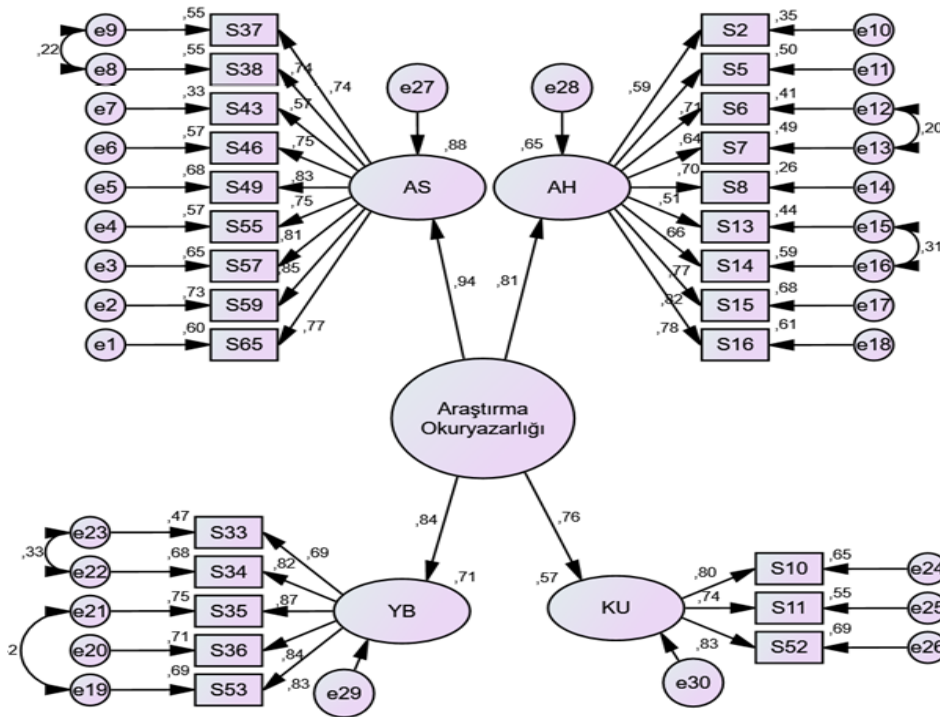 ,55
e9
S37
,22
,55
e8
S38
,33
e7
S43
,57
e6
S46
,68
e5
S49
,57
e4
S55
,65
e3
S57
,73
e2
S59
,60
e1
S65
,74
,74
,57
,75
,83
,75
,81
,85
,77
e27
,88
AS
e28
,65
AH
,59
,71
,64
,70
,51
,66
,77
,82
,78
S2
,35
e10
S5
,50
e11
S6
,41
e12
,20
S7
,49
e13
S8
,26
e14
S13
,44
e15
,31
S14
,59
e16
S15
,68
e17
S16
,61
e18
,94
,81
Araştırma
Okuryazarlığı
,84
,76
e23
,47
S33
,33
e22
,68
S34
e21
,75
S35
2
e20
,71
S36
e19
,69
S53
,69
,82
,87
,84
,83
,71
YB
e29
,57
KU
e30
,80
,74
,83
S10
,65
e24
S11
,55
e25
S52
,69
e26